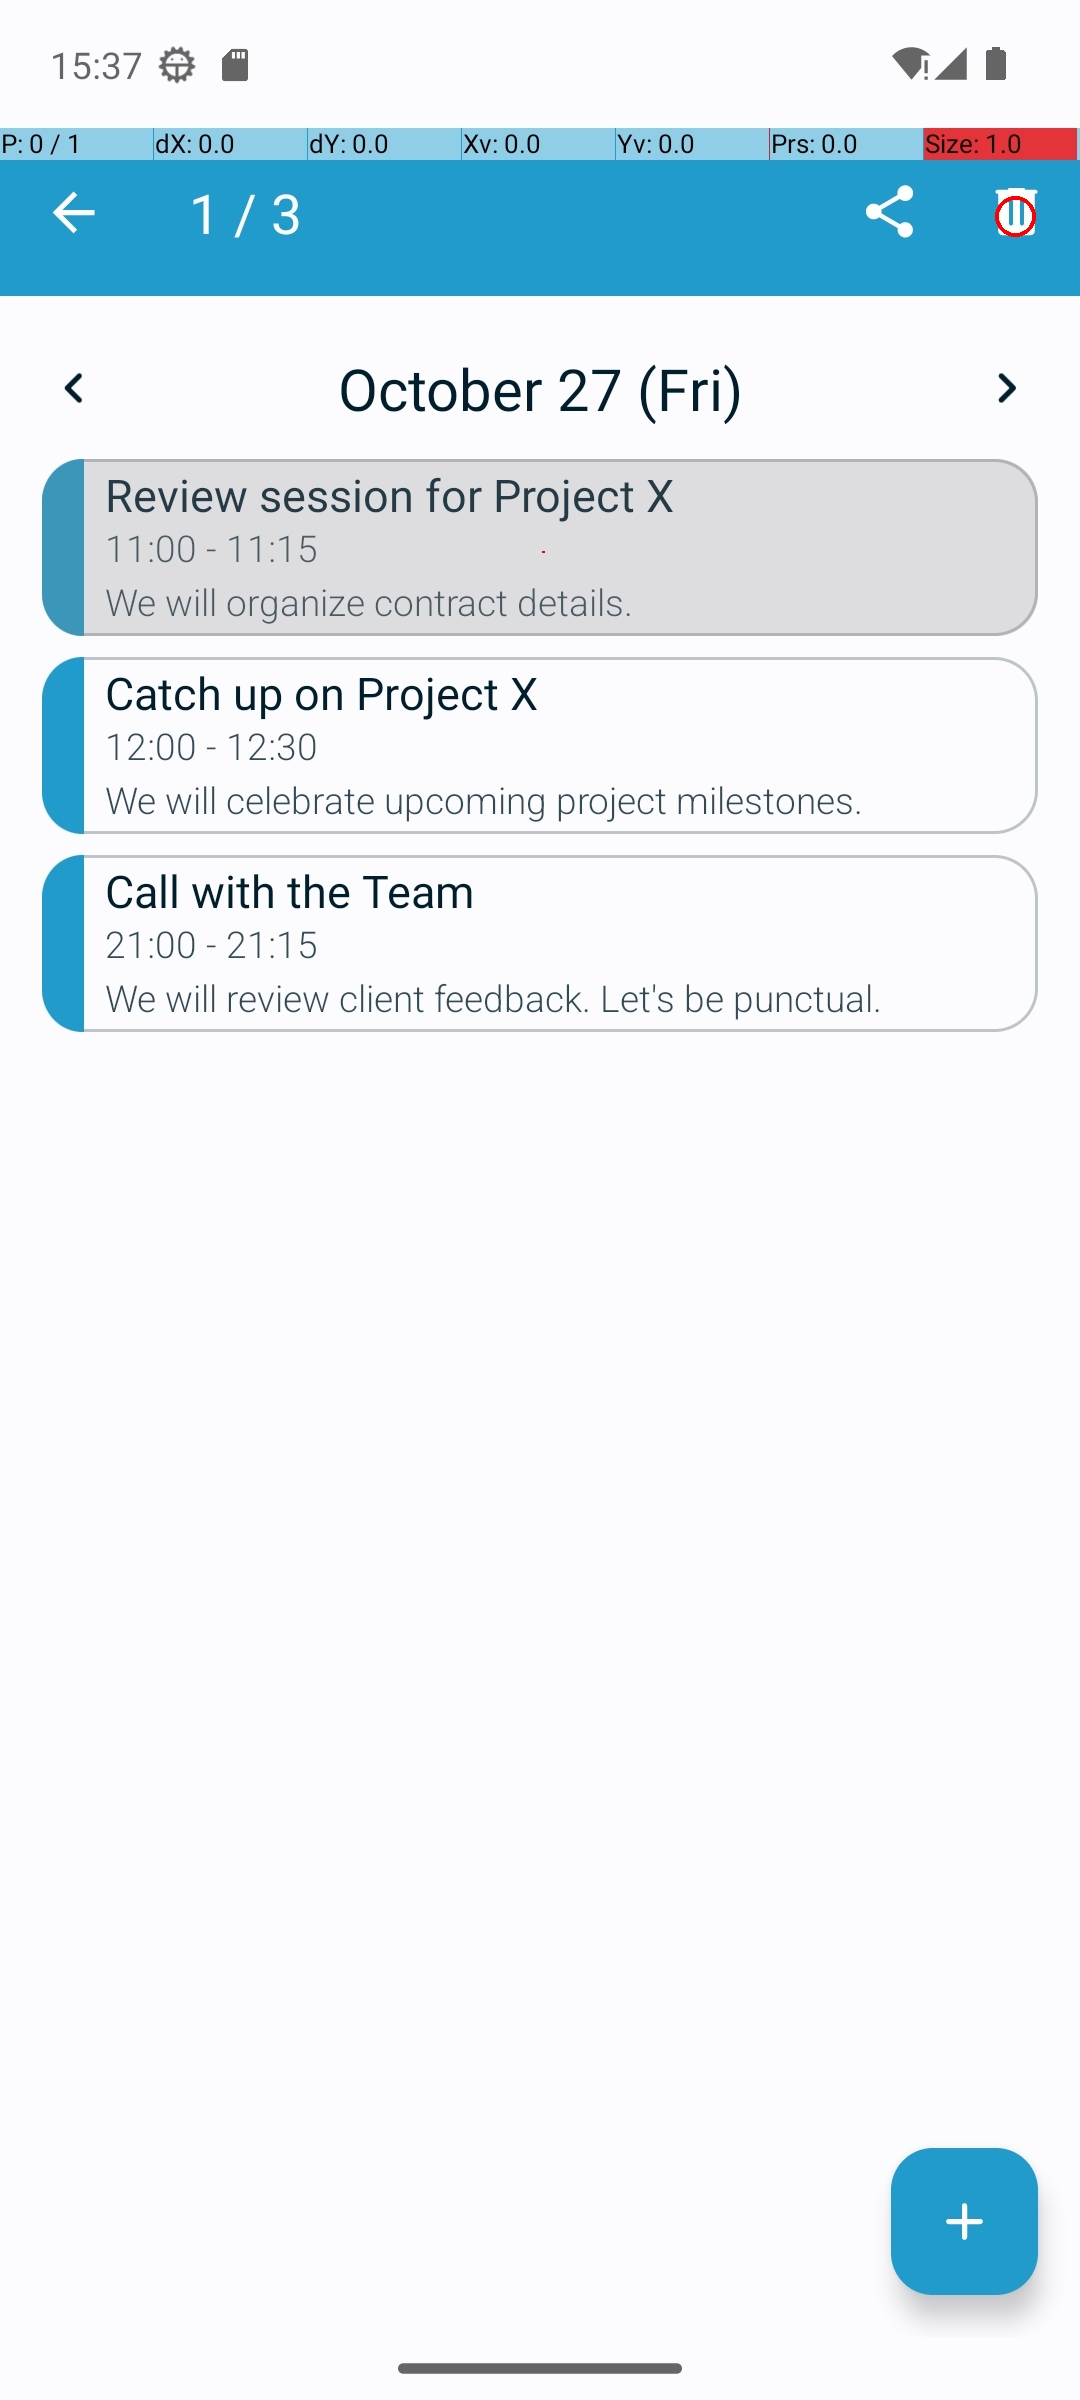 15:37
P: 0 / 1 dX: 0.0 dY: 0.0 Xv: 0.0 Yv: 0.0 Prs: 0.0 Size: 1.0
1 / 3
October 27 (Fri)
Review session for Project X
11:00 - 11:15
We will organize contract details.
Catch up on Project X
12:00 - 12:30
We will celebrate upcoming project milestones.
Call with the Team
21:00 - 21:15
We will review client feedback. Let's be punctual.